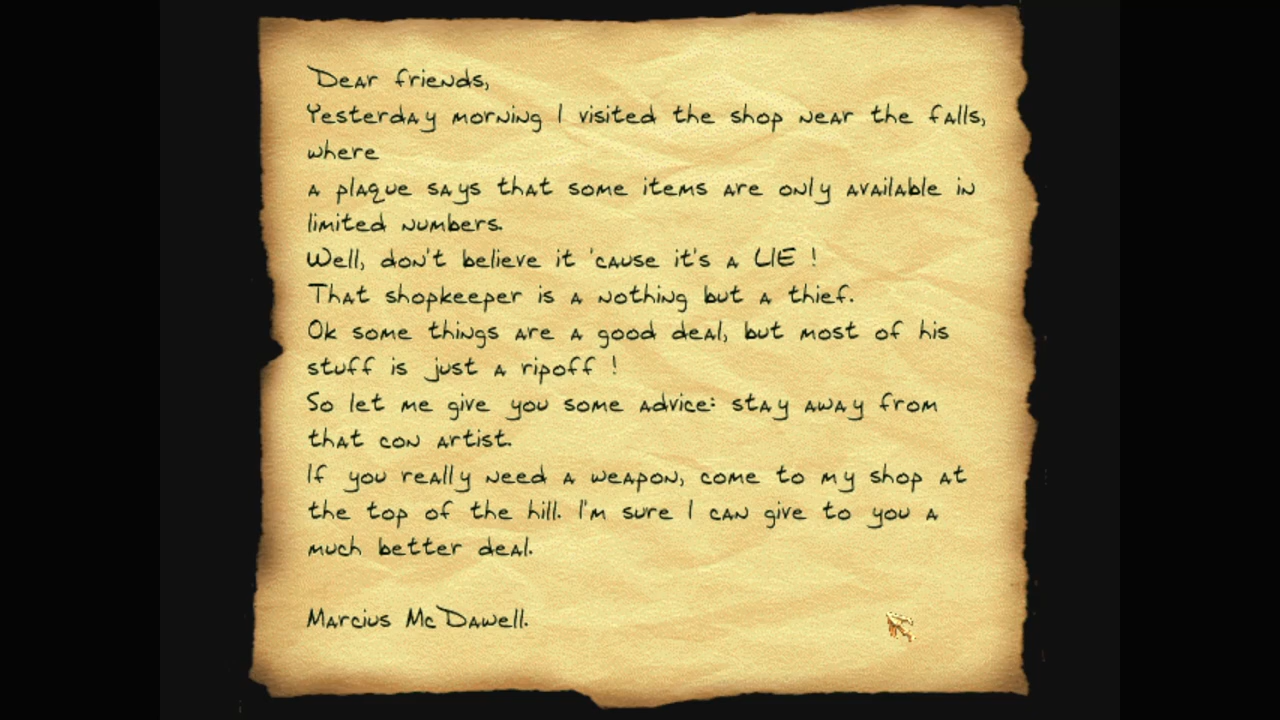 Dear friends,
Yesterday morning I visited the shop near the falls,
where
a plaque says that some items are only available in
limited numbers.
Well, don't believe it 'cause it's a LIE !
That shopkeeper is a nothing but a thief.
Ok some things are a good deal, but most of his
stuff is just a ripoff !
So let me give you some advice: stay away from
that con artist.
If you really need a weapon, come to my shop at
the top of the hill. I'm sure I can give to you a
much better deal.
Marcius McDawell.